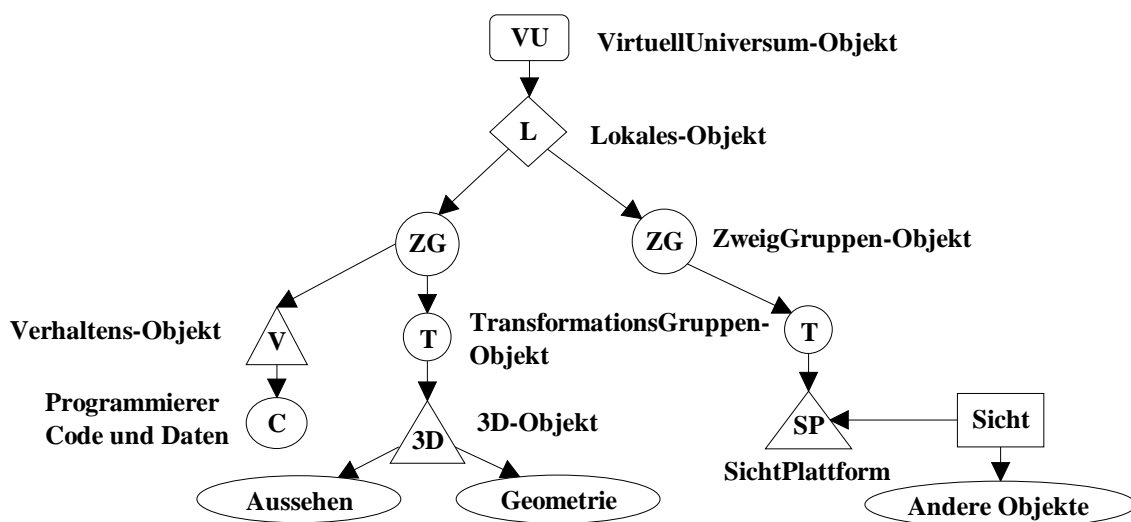 VU
VirtuellUniversum-Objekt
L
Lokales-Objekt
ZG
ZG
ZweigGruppen-Objekt
Verhaltens-Objekt
V
T
TransformationsGruppen-
Objekt
T
Programmierer
Code und Daten
C
3D
3D-Objekt
SP
Sicht
SichtPlattform
Aussehen
Geometrie
Andere Objekte